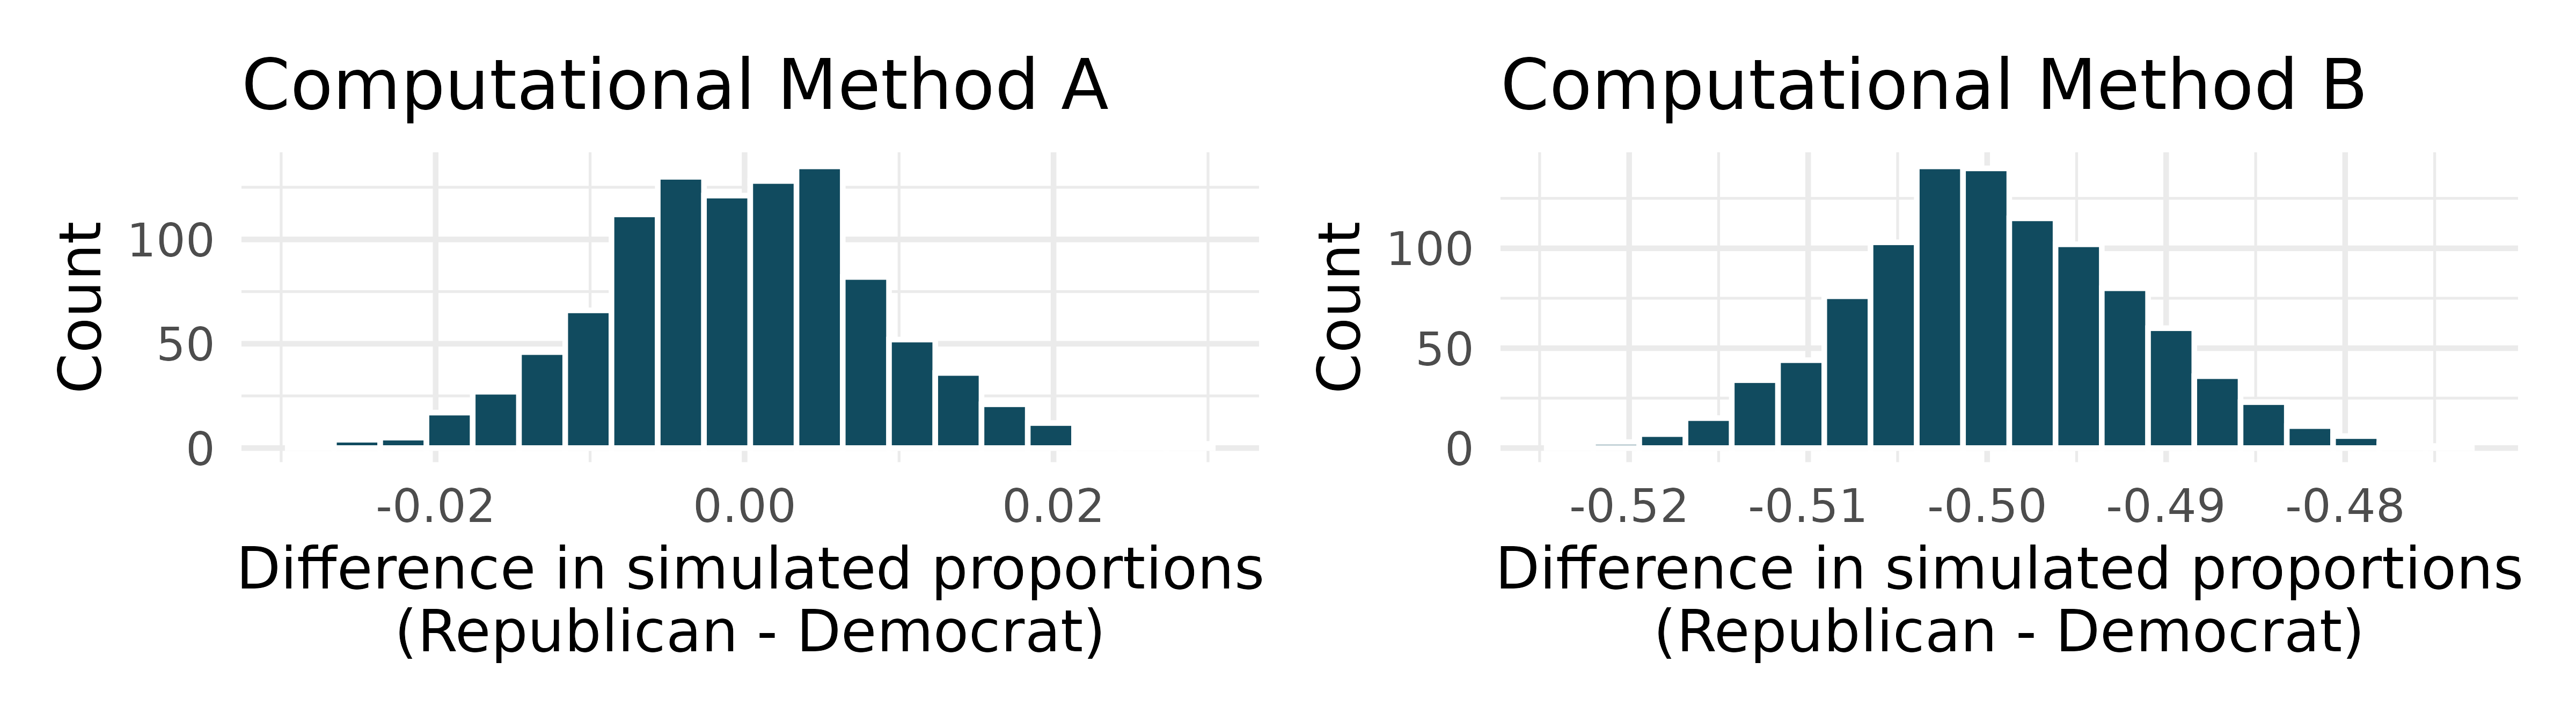 Computational Method A
Count
100
50
0
-0.02 0.00 0.02
Difference in simulated proportions
(Republican - Democrat)
Computational Method B
Count
100
50
0
-0.52 -0.51 -0.50 -0.49 -0.48
Difference in simulated proportions
(Republican - Democrat)